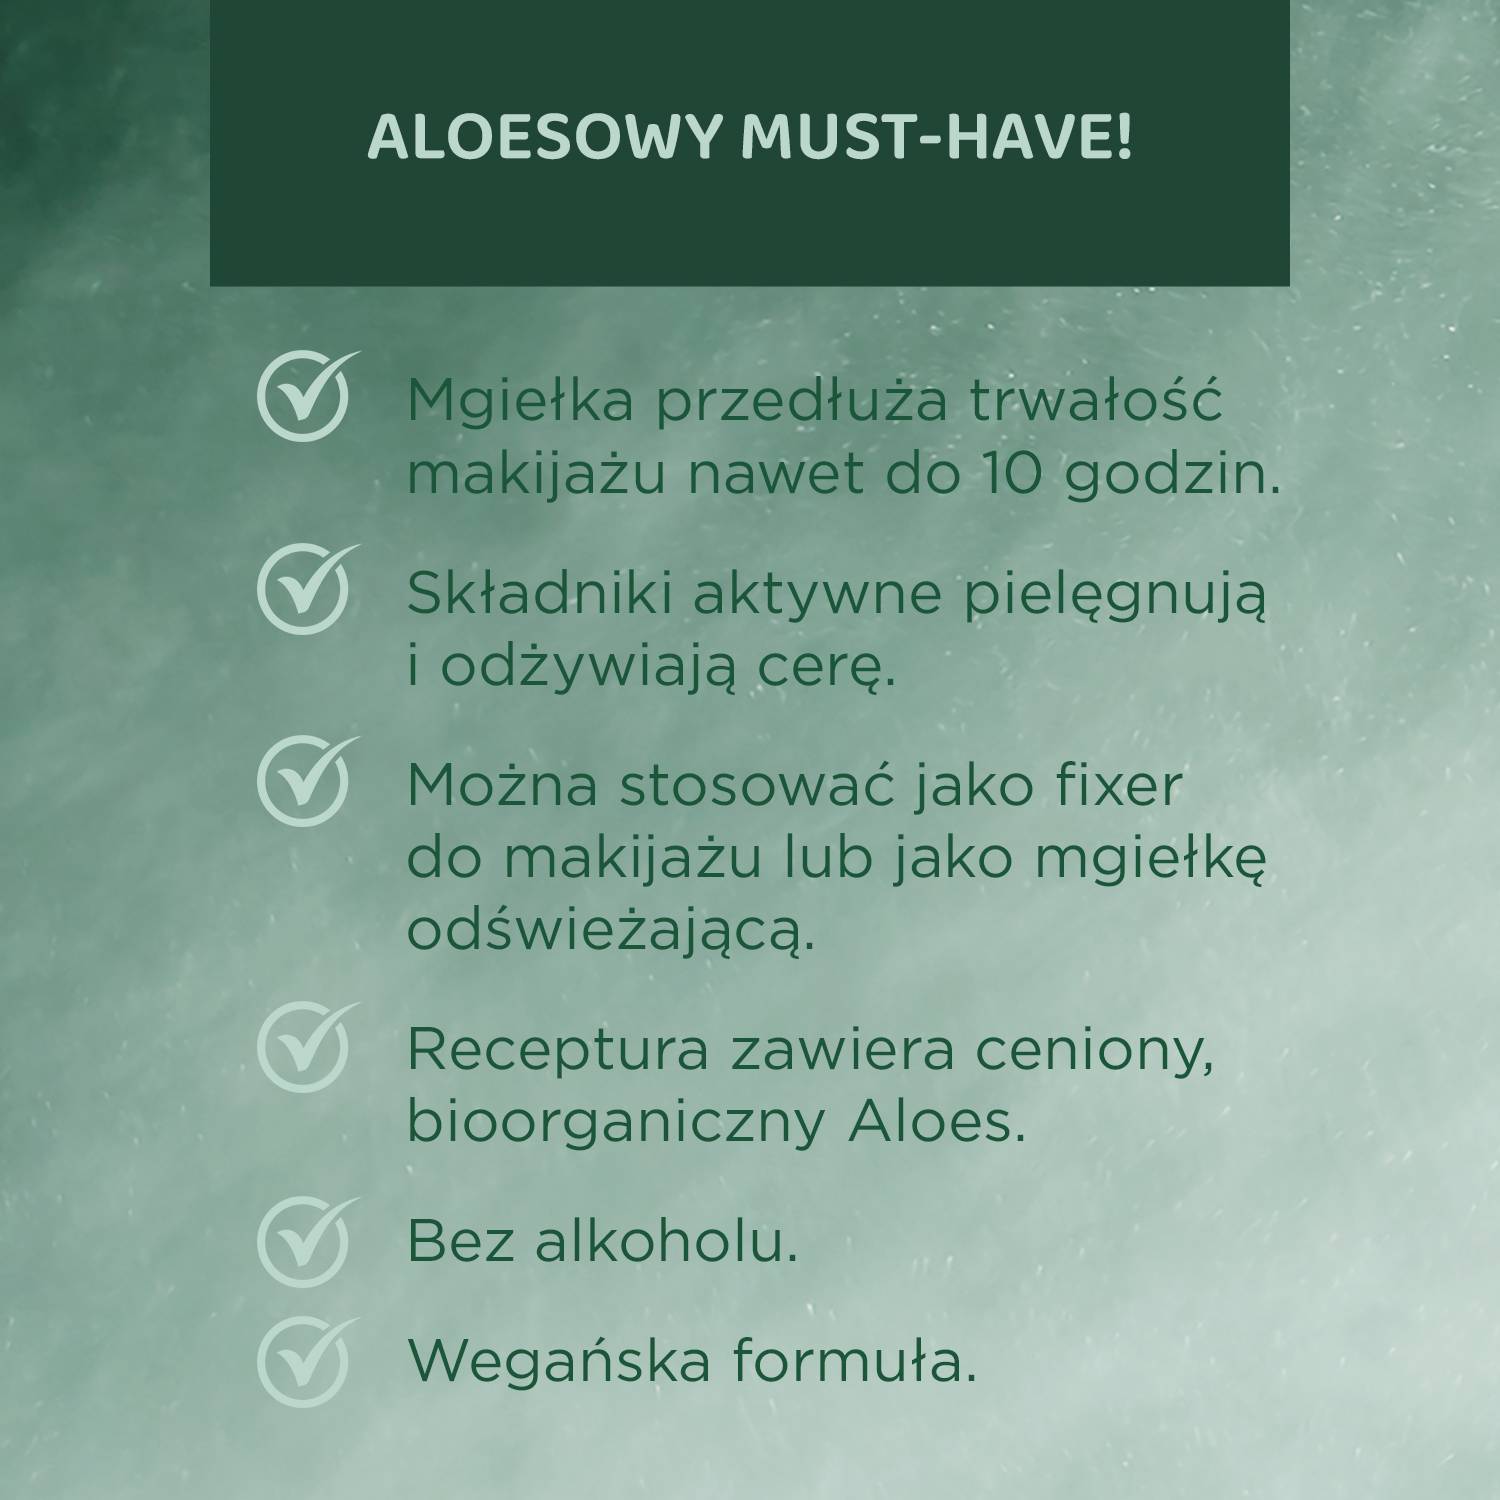 ALOESOWY MUST-HAVE!
Mgiełka przedłuża trwałość
makijażu nawet do 10 godzin.
Składniki aktywne pielęgnują
i odżywiają cerę.
Można stosować jako fixer
do makijażu lub jako mgiełkę
odświeżającą.
Receptura zawiera ceniony,
bioorganiczny Aloes.
Bez alkoholu.
Wegańska formuła.